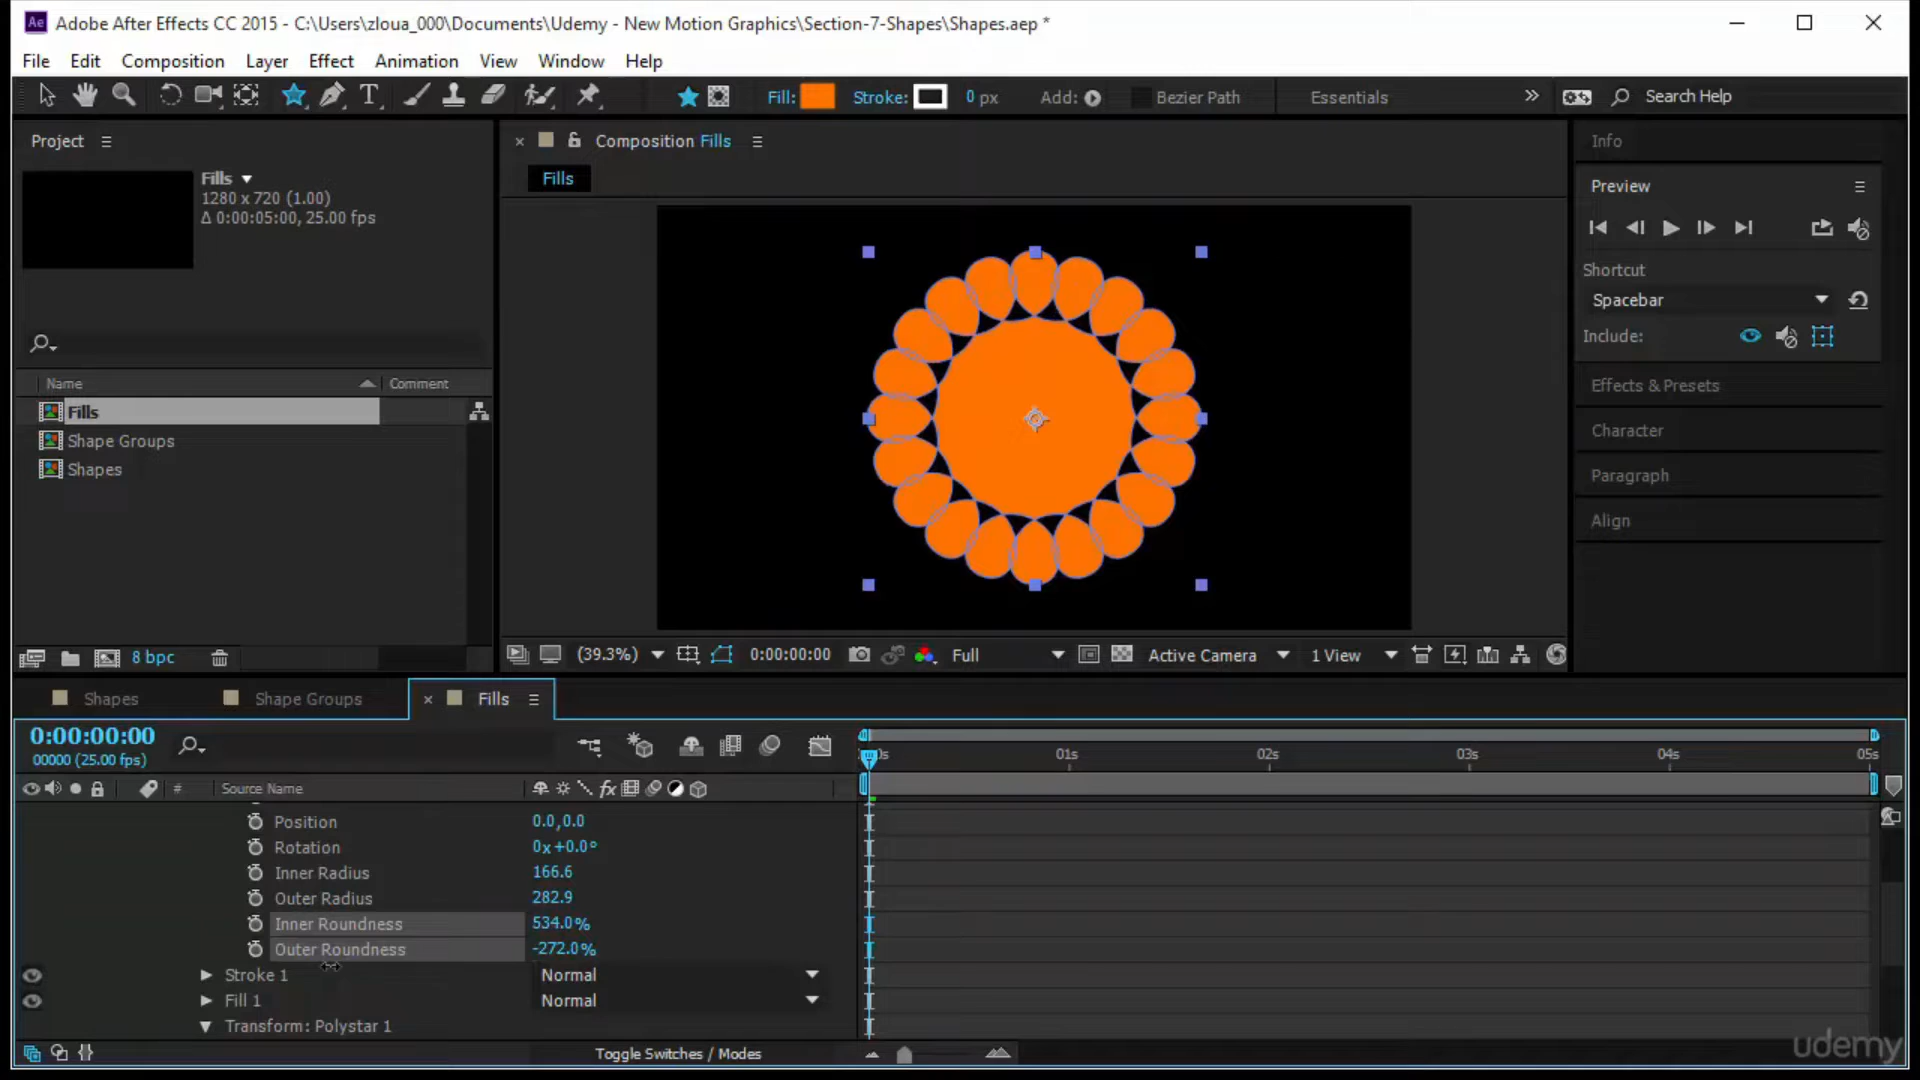 Ae Adobe After Effects CC 2015 - C:\Users\zloua_000\Documents\Udemy - New Motion Graphics\Section-7-Shapes\Shapes.aep *
File Edit Composition Layer Effect Animation View Window Help
T Fill: Stroke: 0 px Add: Bezier Path Essentials » Search Help
Project
Fills
1280 x 720 (1.00)
Δ 0:00:05:00, 25.00 fps
Name Comment
Fills
Shape Groups
Shapes
8 bpc
× Composition Fills
Fills
(39.3%) 0:00:00:00 Full Active Camera 1 View
Info
Preview
Shortcut
Spacebar
Include:
Effects & Presets
Character
Paragraph
Align
Shapes Shape Groups × Fills
0:00:00:00
00000 (25.00 fps)
# Source Name fx
01s 02s 03s 04s 05s
Position 0.0,0.0
Rotation 0x+0.0°
Inner Radius 166.6
Outer Radius 282.9
Inner Roundness 534.0%
Outer Roundness -272.0%
Stroke 1 Normal
Fill 1 Normal
Transform: Polystar 1
Toggle Switches / Modes
udemy